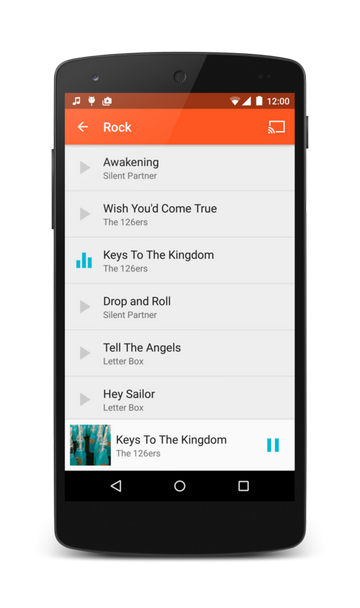 12:00
Rock
Awakening
Silent Partner
Wish You'd Come True
The 126ers
Keys To The Kingdom
The 126ers
Drop and Roll
Silent Partner
Tell The Angels
Letter Box
Hey Sailor
Letter Box
Keys To The Kingdom
The 126ers